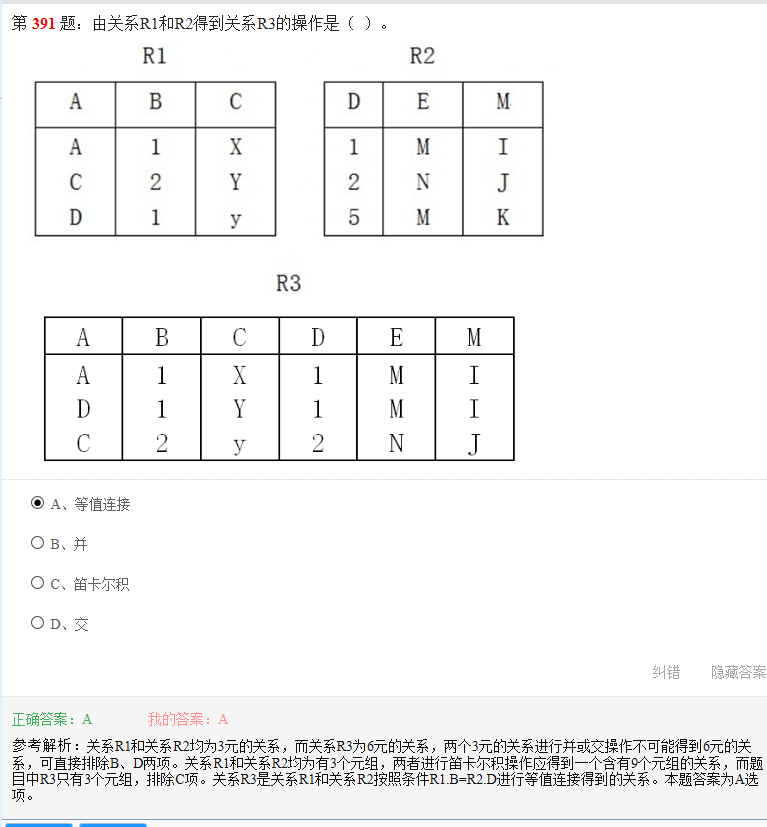 第 391 题：由关系R1和R2得到关系R3的操作是（ ）。
R1 R2
A B C D E M
A 1 X 1 M I
C 2 Y 2 N J
D 1 y 5 M K
R3
A B C D E M
A 1 X 1 M I
D 1 Y 1 M I
C 2 y 2 N J
A、等值连接
B、并
C、笛卡尔积
D、交
纠错 隐藏答案
正确答案：A 我的答案：A
参考解析：关系R1和关系R2均为3元的关系，而关系R3为6元的关系，两个3元的关系进行并或交操作不可能得到6元的关
系，可直接排除B、D两项。关系R1和关系R2均为有3个元组，两者进行笛卡尔积操作应得到一个含有9个元组的关系，而题
目中R3只有3个元组，排除C项。关系R3是关系R1和关系R2按照条件R1.B=R2.D进行等值连接得到的关系。本题答案为A选
项。